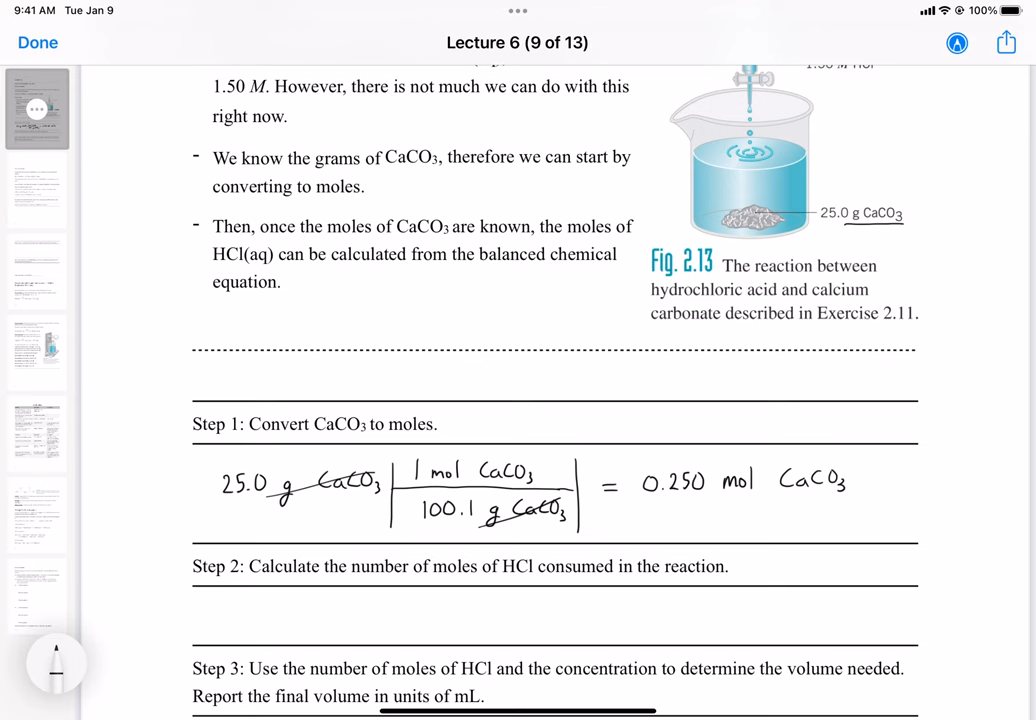 9:41 AM Tue Jan 9
100%
Done
Lecture 6 (9 of 13)
1.50 M. However, there is not much we can do with this
right now.
- We know the grams of CaCO₃, therefore we can start by
converting to moles.
- Then, once the moles of CaCO₃ are known, the moles of
HCl(aq) can be calculated from the balanced chemical
equation.
25.0 g CaCO₃
Fig. 2.13 The reaction between
hydrochloric acid and calcium
carbonate described in Exercise 2.11.
Step 1: Convert CaCO₃ to moles.
25.0 g CaCO₃ | 1 mol CaCO₃ | = 0.250 mol CaCO₃
100.1 g CaCO₃
Step 2: Calculate the number of moles of HCl consumed in the reaction.
Step 3: Use the number of moles of HCl and the concentration to determine the volume needed.
Report the final volume in units of mL.